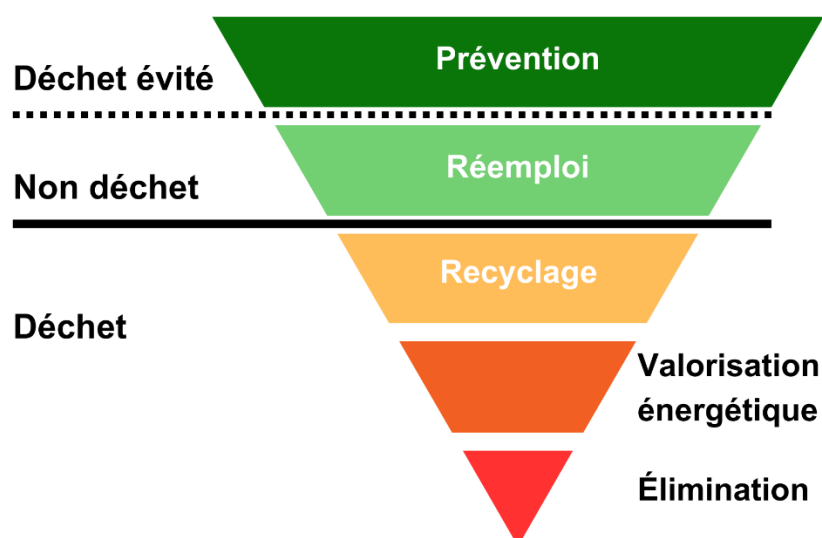 Prévention
Déchet évité
Réemploi
Non déchet
Recyclage
Déchet
Valorisation
énergétique
Élimination